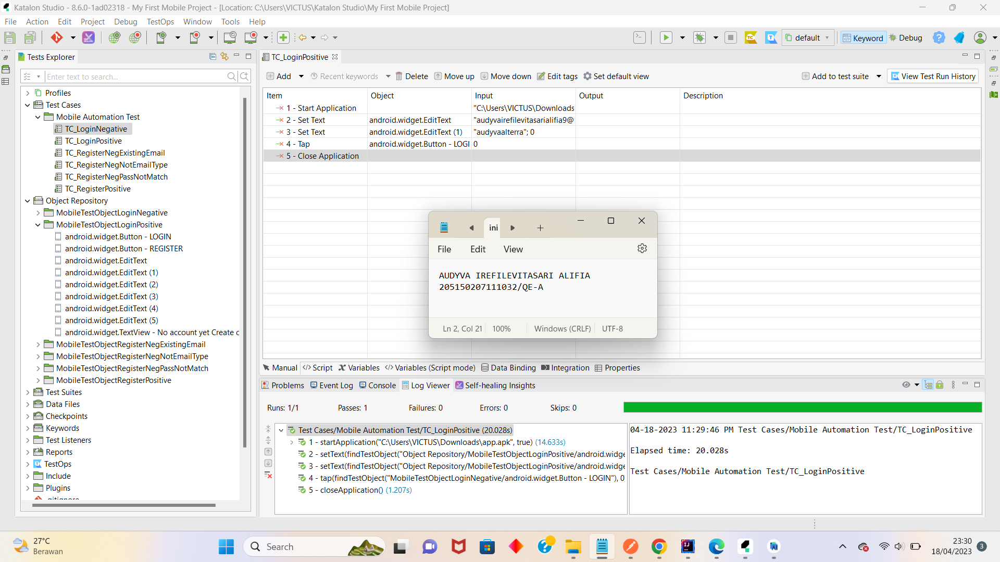 Katalon Studio - 8.6.0-1ad02318 - My First Mobile Project - [Location: C:\Users\VICTUS\Katalon Studio\My First Mobile Project]
File Action Edit Project Debug TestOps Window Tools Help
default Keyword Debug
Tests Explorer
Enter text to search...
Profiles
Test Cases
Mobile Automation Test
TC_LoginNegative
TC_LoginPositive
TC_RegisterNegExistingEmail
TC_RegisterNegNotEmailType
TC_RegisterNegPassNotMatch
TC_RegisterPositive
Object Repository
MobileTestObjectLoginNegative
MobileTestObjectLoginPositive
android.widget.Button - LOGIN
android.widget.Button - REGISTER
android.widget.EditText
android.widget.EditText (1)
android.widget.EditText (2)
android.widget.EditText (3)
android.widget.EditText (4)
android.widget.EditText (5)
android.widget.TextView - No account yet Create c
MobileTestObjectRegisterNegExistingEmail
MobileTestObjectRegisterNegNotEmailType
MobileTestObjectRegisterNegPassNotMatch
MobileTestObjectRegisterPositive
Test Suites
Data Files
Checkpoints
Keywords
Test Listeners
Reports
TestOps
Include
Plugins
.gitignore
TC_LoginPositive
Add Recent keywords Delete Move up Move down Edit tags Set default view Add to test suite View Test Run History
Item Object Input Output Description
1 - Start Application "C:\Users\VICTUS\Downloads
2 - Set Text android.widget.EditText "audyvairefilevitasarialifia9@
3 - Set Text android.widget.EditText (1) "audyvaalterra"; 0
4 - Tap android.widget.Button - LOGI 0
5 - Close Application
ini
File Edit View
AUDYVA IREFILEVITASARI ALIFIA
205150207111032/QE-A
Ln 2, Col 21 100% Windows (CRLF) UTF-8
Manual Script Variables Variables (Script mode) Data Binding Integration Properties
Problems Event Log Console Log Viewer Self-healing Insights
Runs: 1/1 Passes: 1 Failures: 0 Errors: 0 Skips: 0
Test Cases/Mobile Automation Test/TC_LoginPositive (20.028s)
1 - startApplication("C:\Users\VICTUS\Downloads\app.apk", true) (14.633s)
2 - setText(findTestObject("Object Repository/MobileTestObjectLoginPositive/android.widge
3 - setText(findTestObject("Object Repository/MobileTestObjectLoginPositive/android.widge
4 - tap(findTestObject("MobileTestObjectLoginNegative/android.widget.Button - LOGIN"), 0
5 - closeApplication() (1.207s)
04-18-2023 11:29:46 PM Test Cases/Mobile Automation Test/TC_LoginPositive
Elapsed time: 20.028s
Test Cases/Mobile Automation Test/TC_LoginPositive
27°C
Berawan
Search
23:30
18/04/2023
3